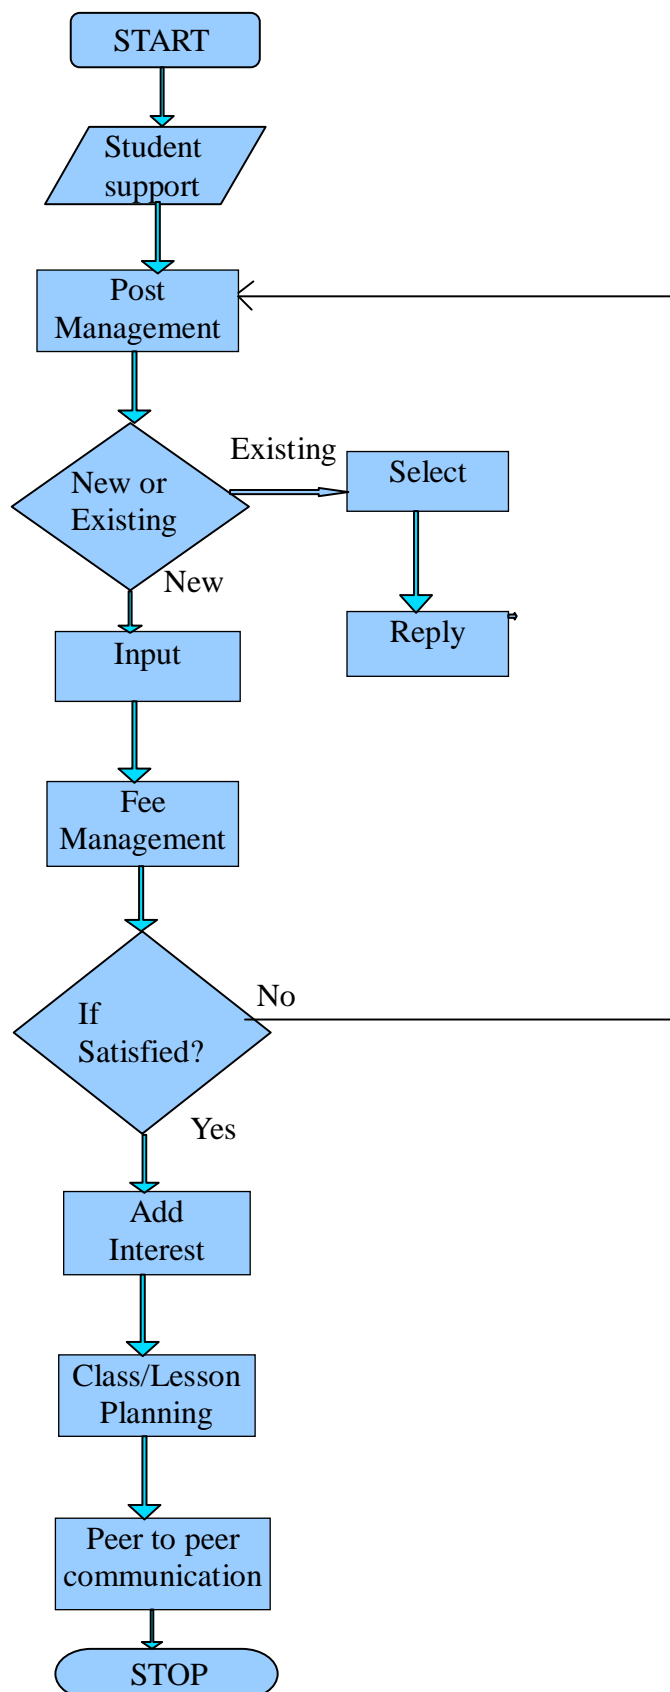 START
Student
support
Post
Management
New or
Existing
Existing
Select
New
Reply
Input
Fee
Management
If
Satisfied?
No
Yes
Add
Interest
Class/Lesson
Planning
Peer to peer
communication
STOP